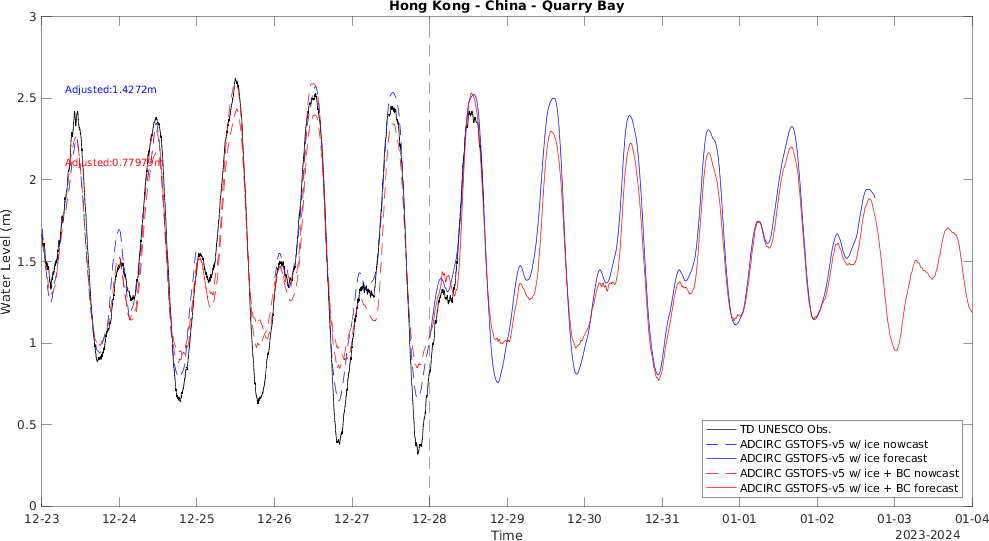 Hong Kong - China - Quarry Bay
3
2.5
2
1.5
1
0.5
0
Water Level (m)
Adjusted:1.4272m
Adjusted:0.77979m
TD UNESCO Obs.
ADCIRC GSTOFS-v5 w/ ice nowcast
ADCIRC GSTOFS-v5 w/ ice forecast
ADCIRC GSTOFS-v5 w/ ice + BC nowcast
ADCIRC GSTOFS-v5 w/ ice + BC forecast
12-23 12-24 12-25 12-26 12-27 12-28 12-29 12-30 12-31 01-01 01-02 01-03 01-04
Time
2023-2024